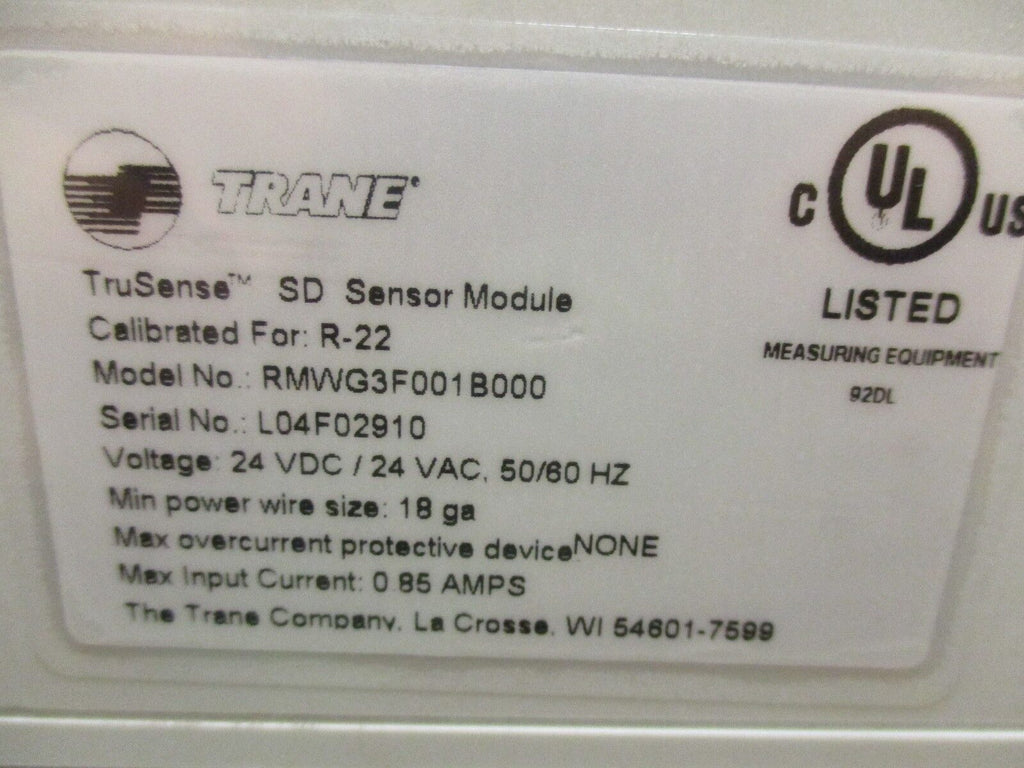 TRANE
TruSense™ SD Sensor Module
Calibrated For: R-22
Model No.: RMWG3F001B000
Serial No.: L04F02910
Voltage: 24 VDC / 24 VAC, 50/60 HZ
Min power wire size: 18 ga
Max overcurrent protective device NONE
Max Input Current: 0.85 AMPS
The Trane Company, La Crosse, WI 54601-7599
C UL US
LISTED
MEASURING EQUIPMENT
92DL